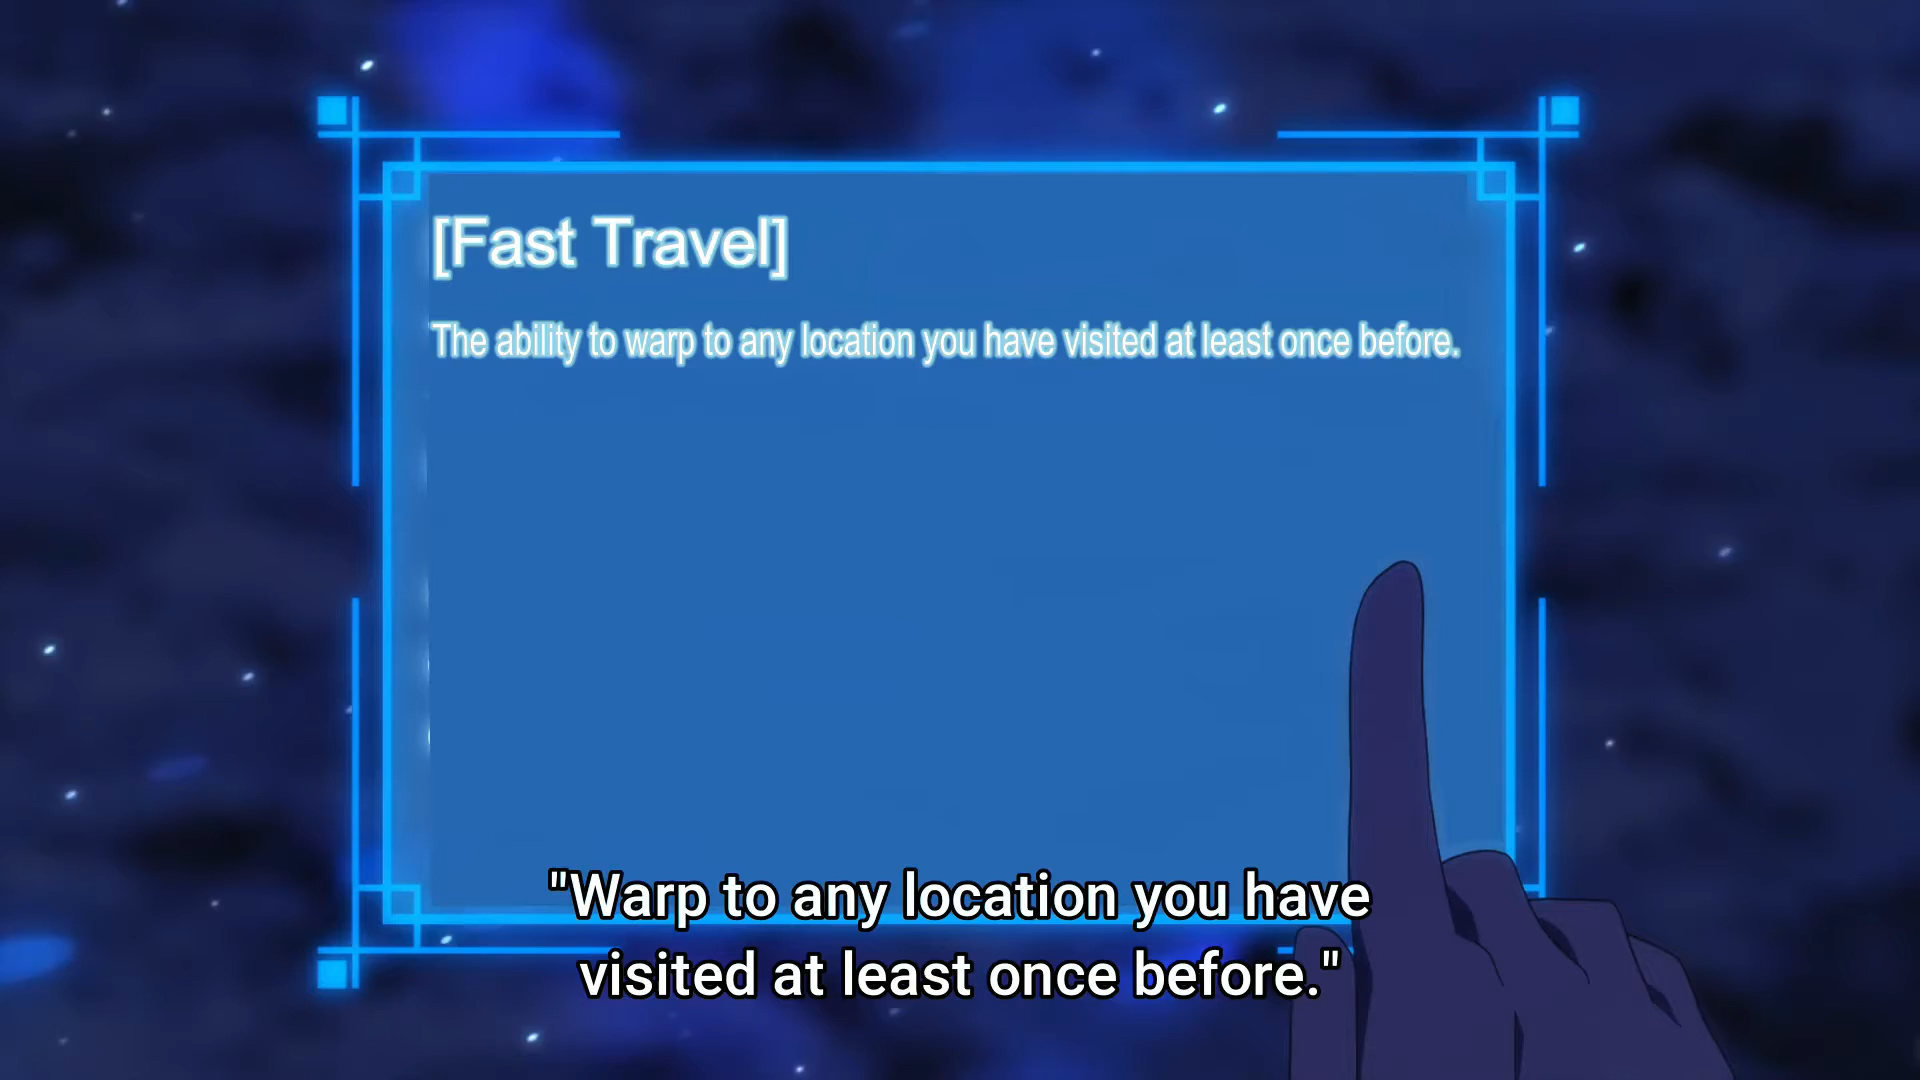 [Fast Travel]
The ability to warp to any location you have visited at least once before.
"Warp to any location you have
visited at least once before."